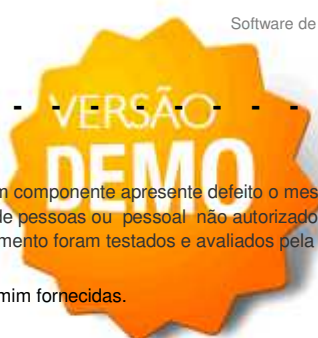 Software de
- - - - - - - -
VERSÃO
DEMO
componente apresente defeito o mes
de pessoas ou pessoal não autorizado
mento foram testados e avaliados pela
mim fornecidas.